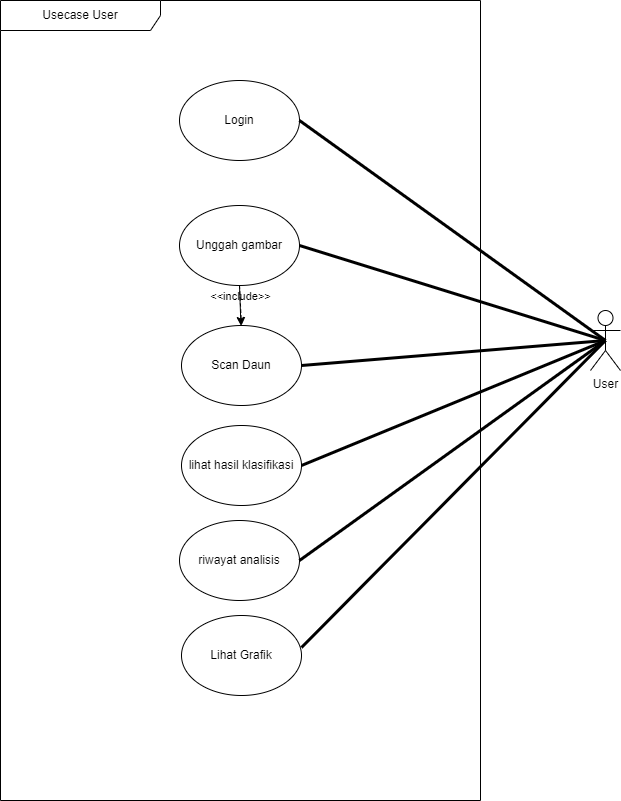 Usecase User
Login
Unggah gambar
<<include>>
Scan Daun
lihat hasil klasifikasi
riwayat analisis
Lihat Grafik
User